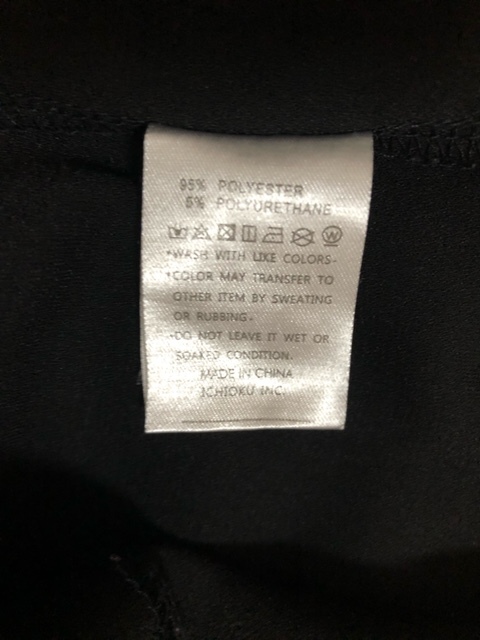 95% POLYESTER
5% POLYURETHANE
W
•WASH WITH LIKE COLORS-
•COLOR MAY TRANSFER TO
OTHER ITEM BY SWEATING
OR RUBBING.
-DO NOT LEAVE IT WET OR
SOAKED CONDITION.
MADE IN CHINA
ICHIOKU INC.